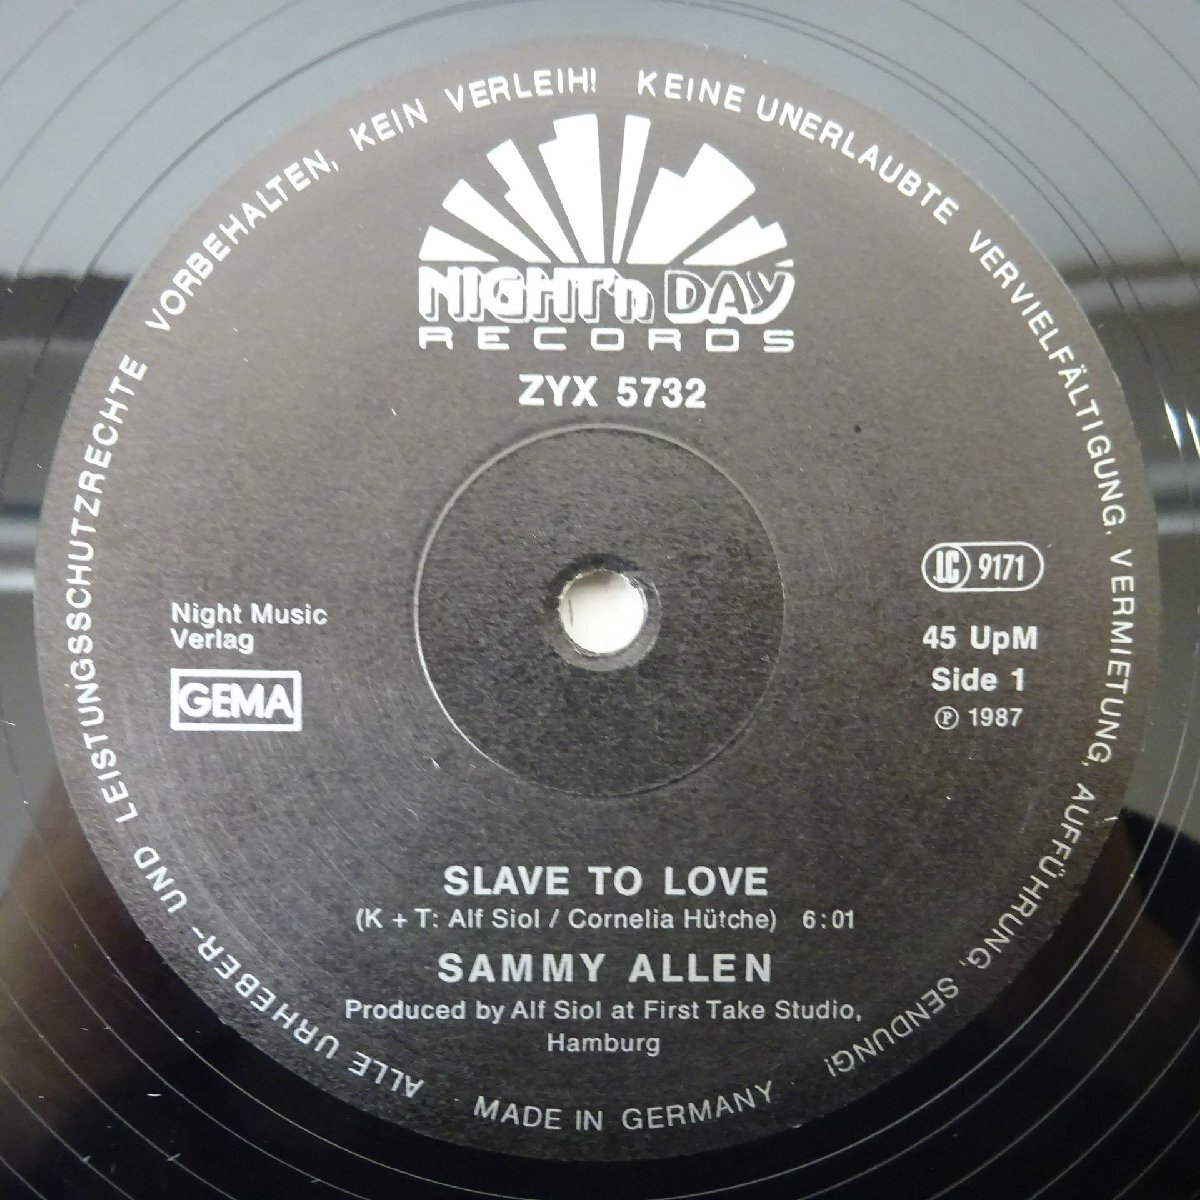 ALLE URHEBER- UND LEISTUNGSSCHUTZRECHTE VORBEHALTEN, KEIN VERLEIH! KEINE UNERLAUBTE VERVIELFÄLTIGUNG, VERMIETUNG, AUFFÜHRUNG, SENDUNG!
NIGHT'n DAY
RECORDS
ZYX 5732
LC 9171
Night Music
Verlag
GEMA
45 UpM
Side 1
℗ 1987
SLAVE TO LOVE
(K + T: Alf Siol / Cornelia Hütche) 6:01
SAMMY ALLEN
Produced by Alf Siol at First Take Studio,
Hamburg
MADE IN GERMANY